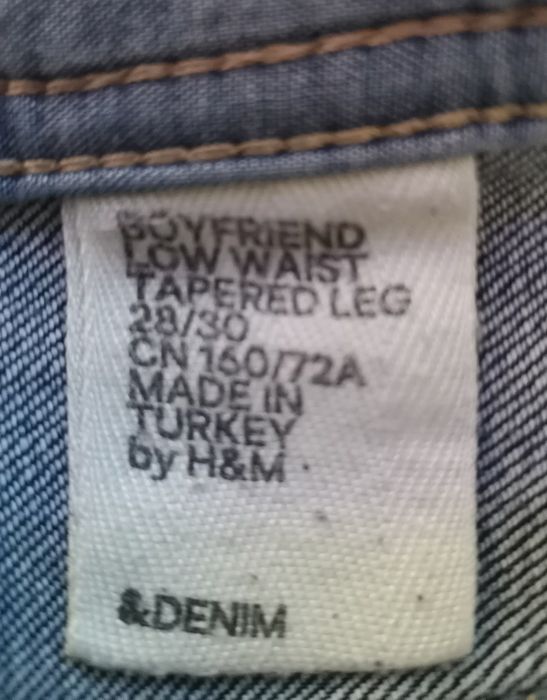 BOYFRIEND
LOW WAIST
TAPERED LEG
28/30
CN 160/72A
MADE IN
TURKEY
by H&M
&DENIM